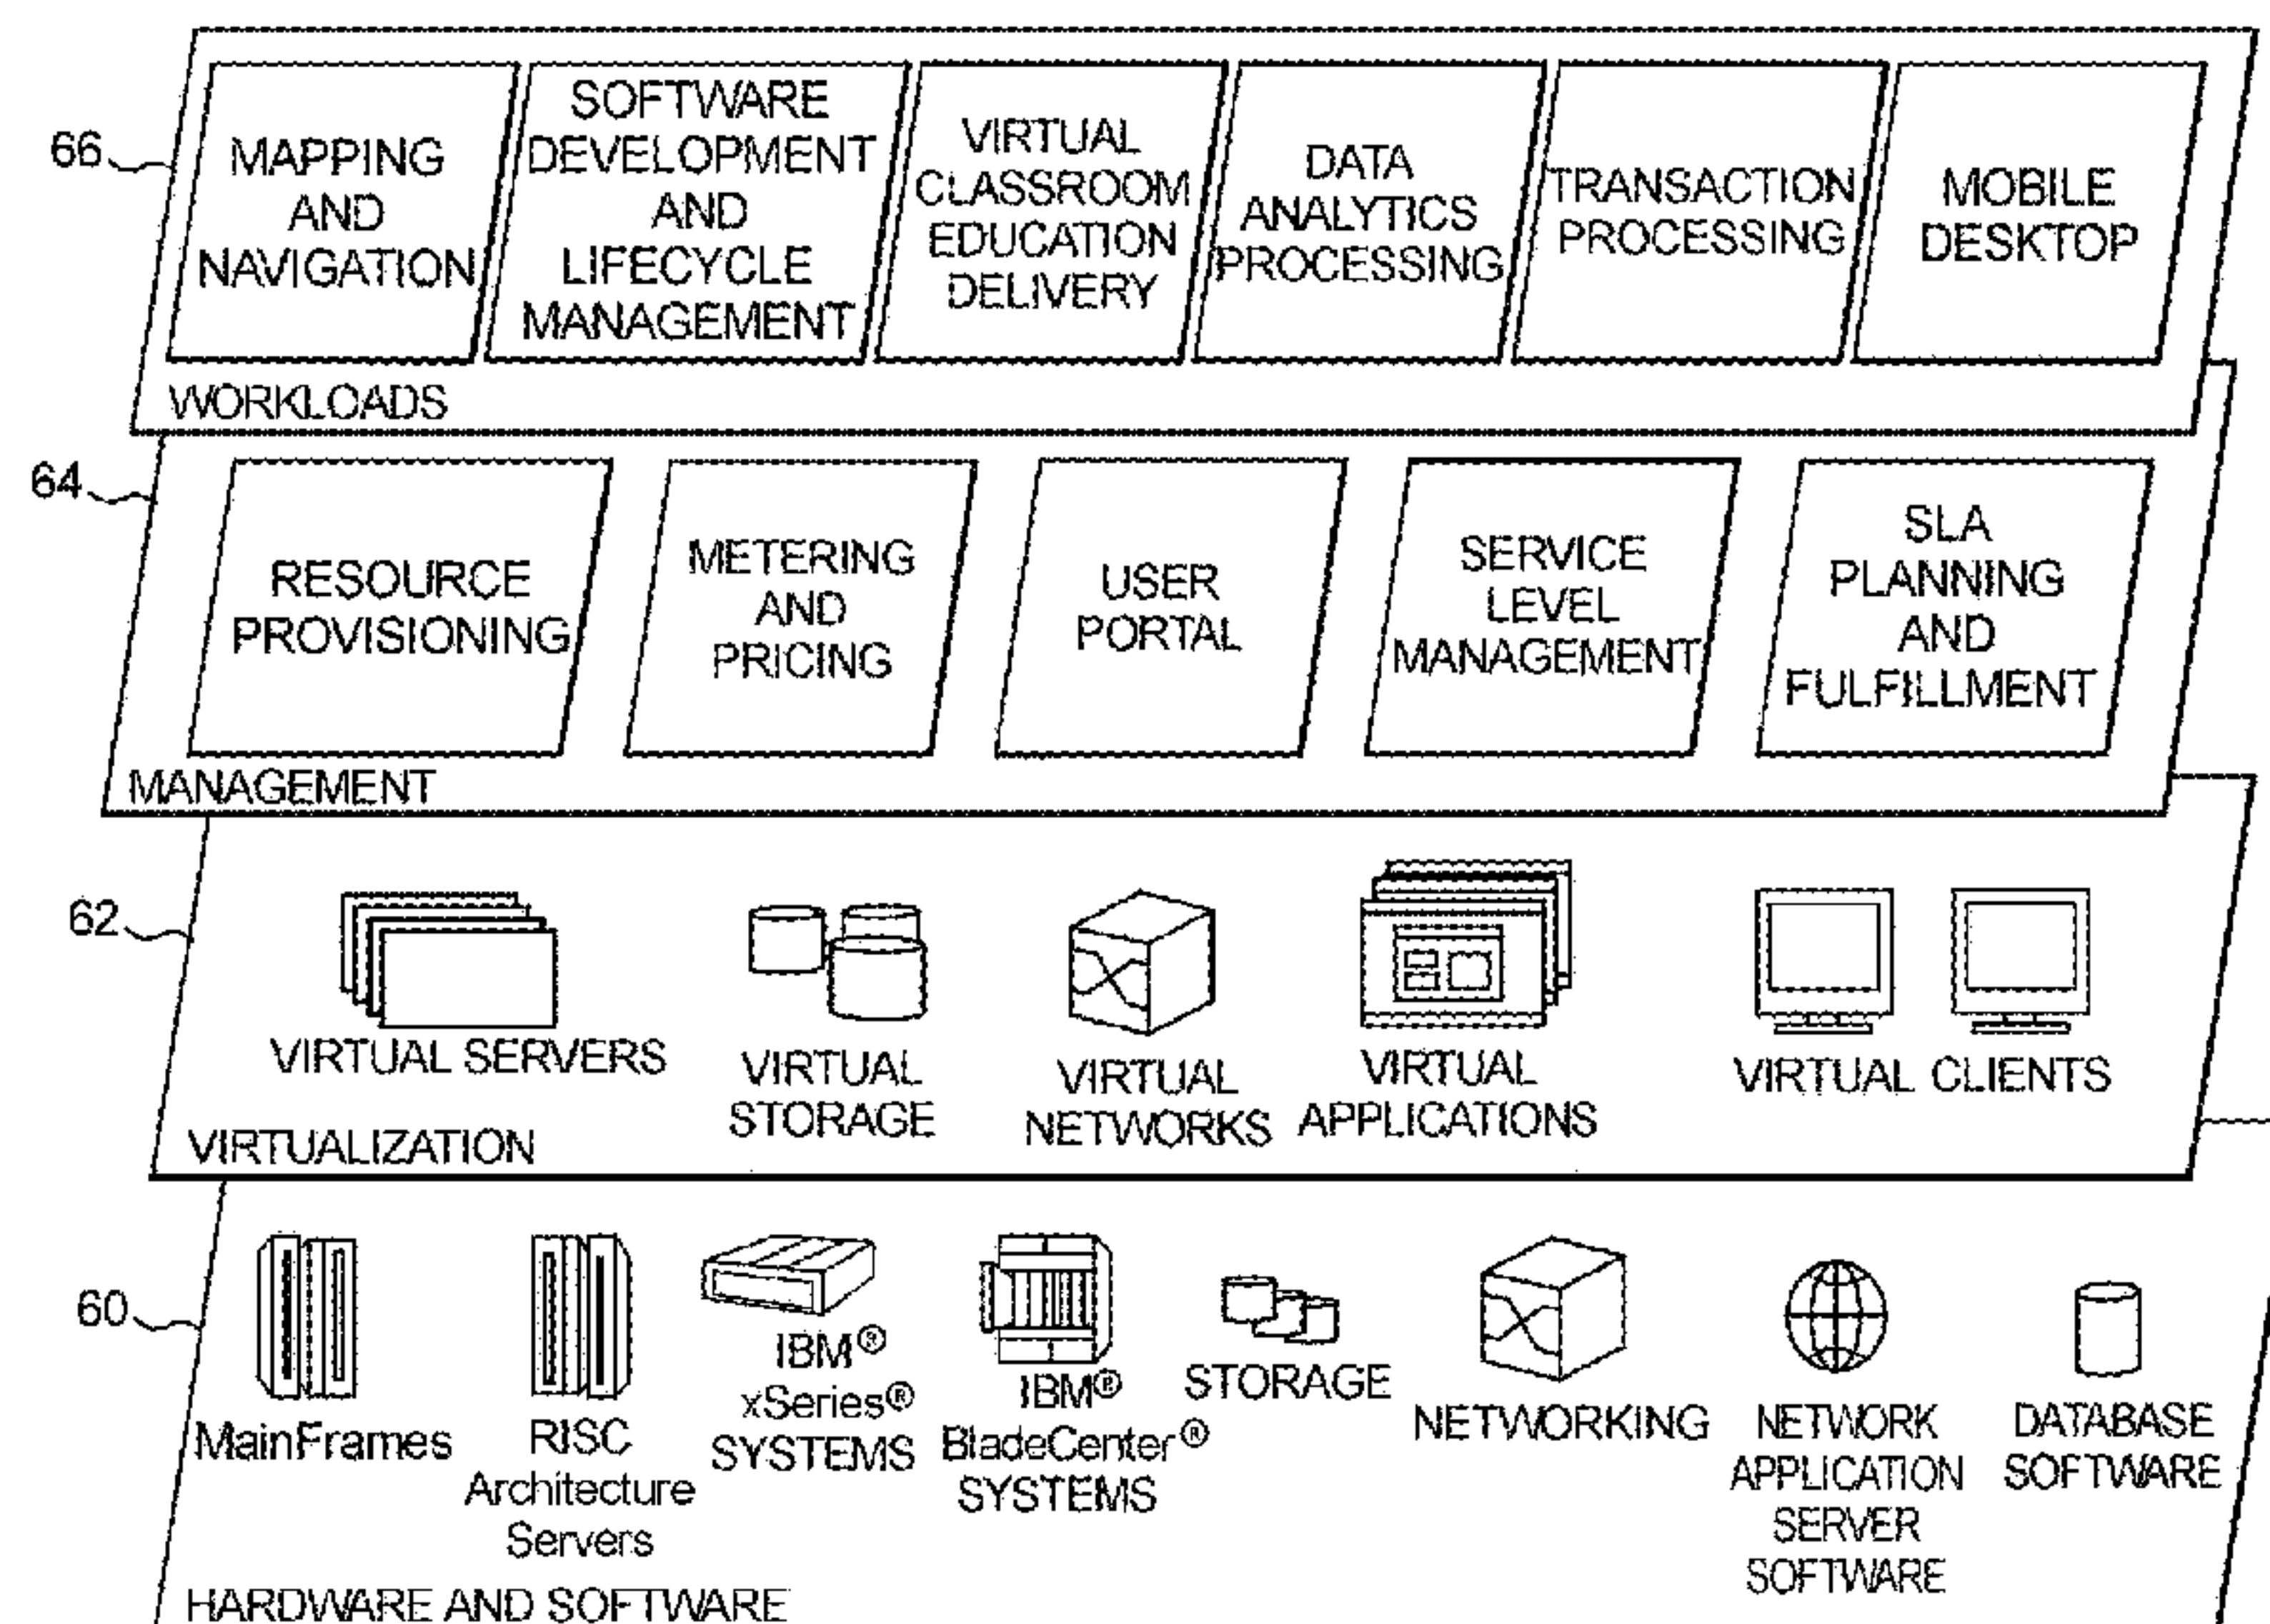 66
MAPPING
AND
NAVIGATION
SOFTWARE
DEVELOPMENT
AND
LIFECYCLE
MANAGEMENT
VIRTUAL
CLASSROOM
EDUCATION
DELIVERY
DATA
ANALYTICS
PROCESSING
TRANSACTION
PROCESSING
MOBILE
DESKTOP
WORKLOADS
64
RESOURCE
PROVISIONING
METERING
AND
PRICING
USER
PORTAL
SERVICE
LEVEL
MANAGEMENT
SLA
PLANNING
AND
FULFILLMENT
MANAGEMENT
62
VIRTUAL SERVERS
VIRTUAL
STORAGE
VIRTUAL
NETWORKS
VIRTUAL
APPLICATIONS
VIRTUAL CLIENTS
VIRTUALIZATION
60
MainFrames
RISC
Architecture
Servers
IBM®
xSeries®
SYSTEMS
IBM®
BladeCenter®
SYSTEMS
STORAGE
NETWORKING
NETWORK
APPLICATION
SERVER
SOFTWARE
DATABASE
SOFTWARE
HARDWARE AND SOFTWARE